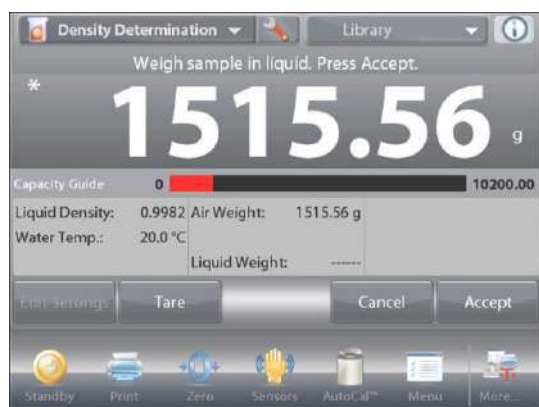 Density Determination Library
Weigh sample in liquid. Press Accept.
* 1515.56 g
Capacity Guide 0 10200.00
Liquid Density: 0.9982 Air Weight: 1515.56 g
Water Temp.: 20.0 °C
Liquid Weight: ------
Edit Settings Tare Cancel Accept
Standby Print Zero Sensors AutoCal™ Menu More...